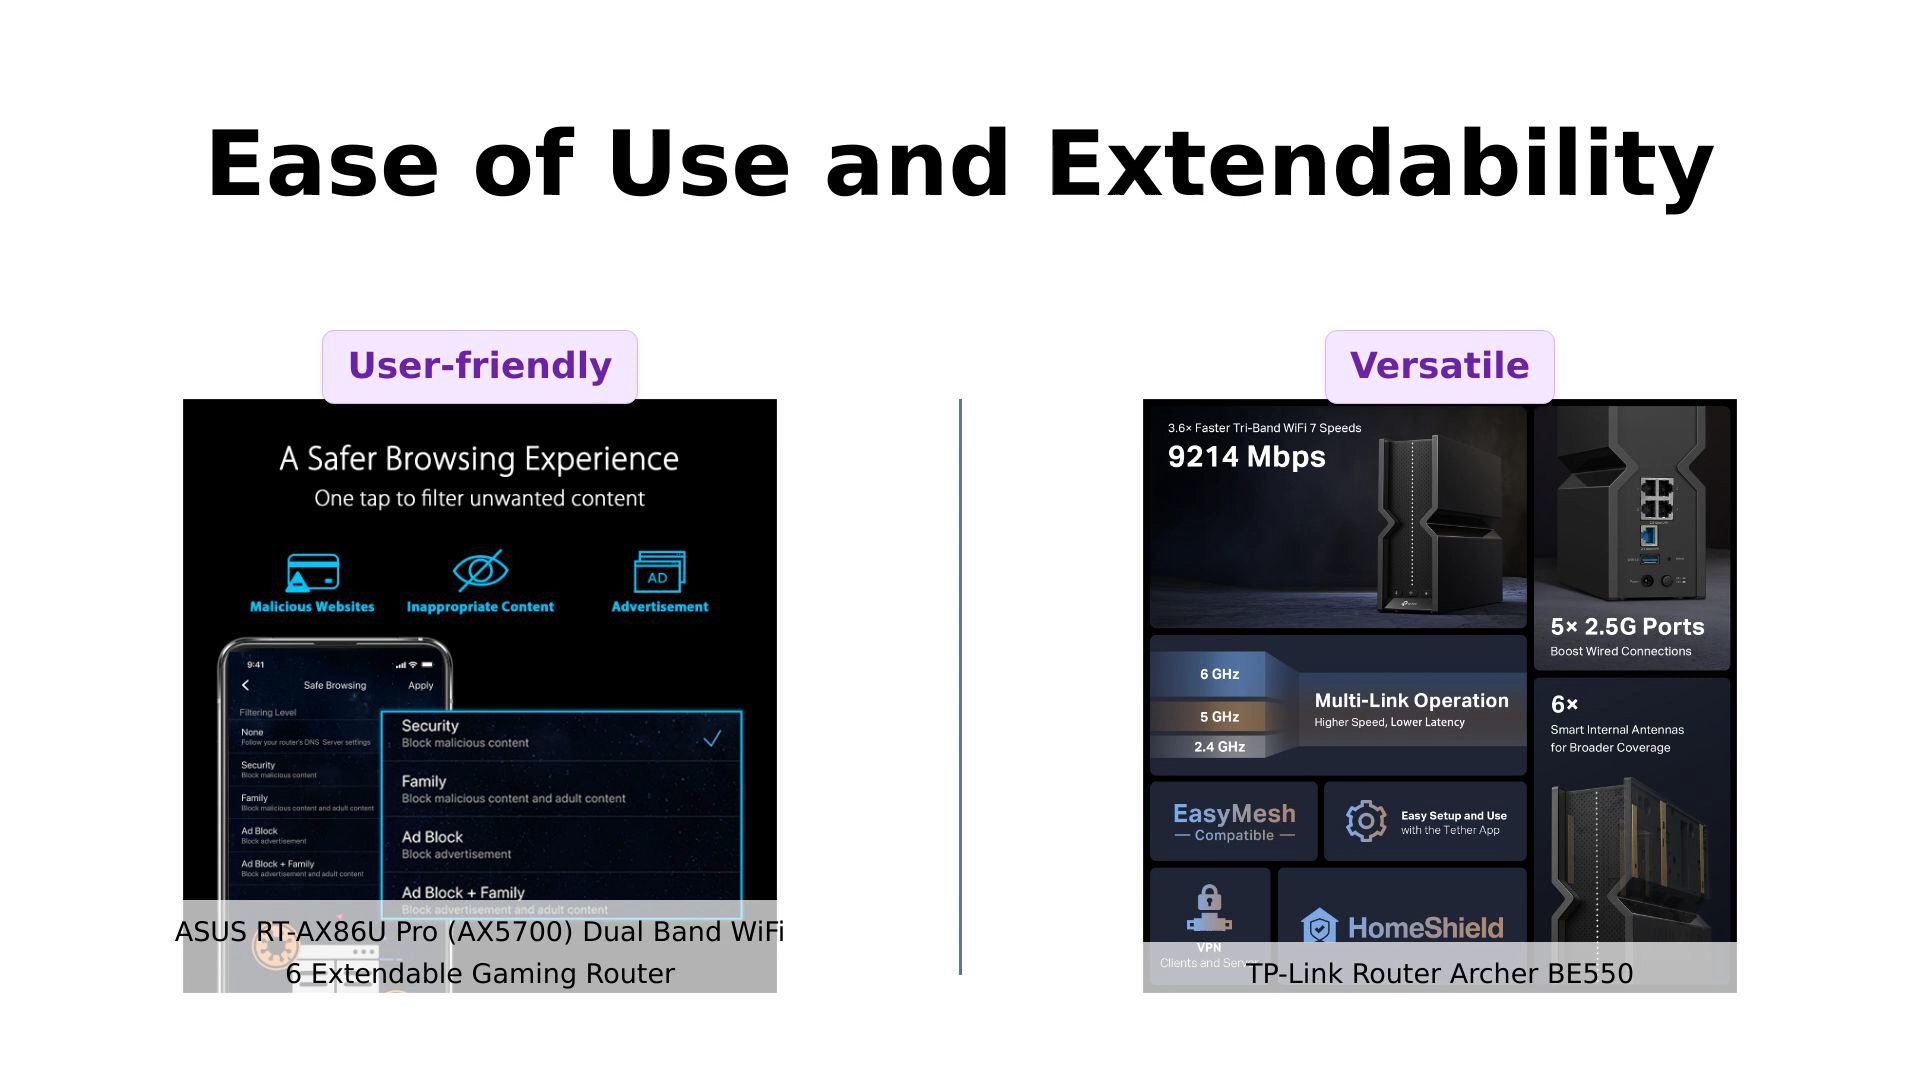 Ease of Use and Extendability
User-friendly
A Safer Browsing Experience
One tap to filter unwanted content
AD
Malicious Websites
Inappropriate Content
Advertisement
9:41
Safe Browsing
Apply
Filtering Level
None
Follow your router's DNS Server settings
Security
Block malicious content
Family
Block malicious content and adult content
Ad Block
Block advertisement
Ad Block + Family
Block advertisement and adult content
Security
Block malicious content
Family
Block malicious content and adult content
Ad Block
Block advertisement
Ad Block + Family
Block advertisement and adult content
ASUS RT-AX86U Pro (AX5700) Dual Band WiFi
6 Extendable Gaming Router
Versatile
3.6× Faster Tri-Band WiFi 7 Speeds
9214 Mbps
5× 2.5G Ports
Boost Wired Connections
6 GHz
5 GHz
2.4 GHz
Multi-Link Operation
Higher Speed, Lower Latency
6×
Smart Internal Antennas
for Broader Coverage
EasyMesh
Compatible
Easy Setup and Use
with the Tether App
VPN
Clients and Server
HomeShield
TP-Link Router Archer BE550